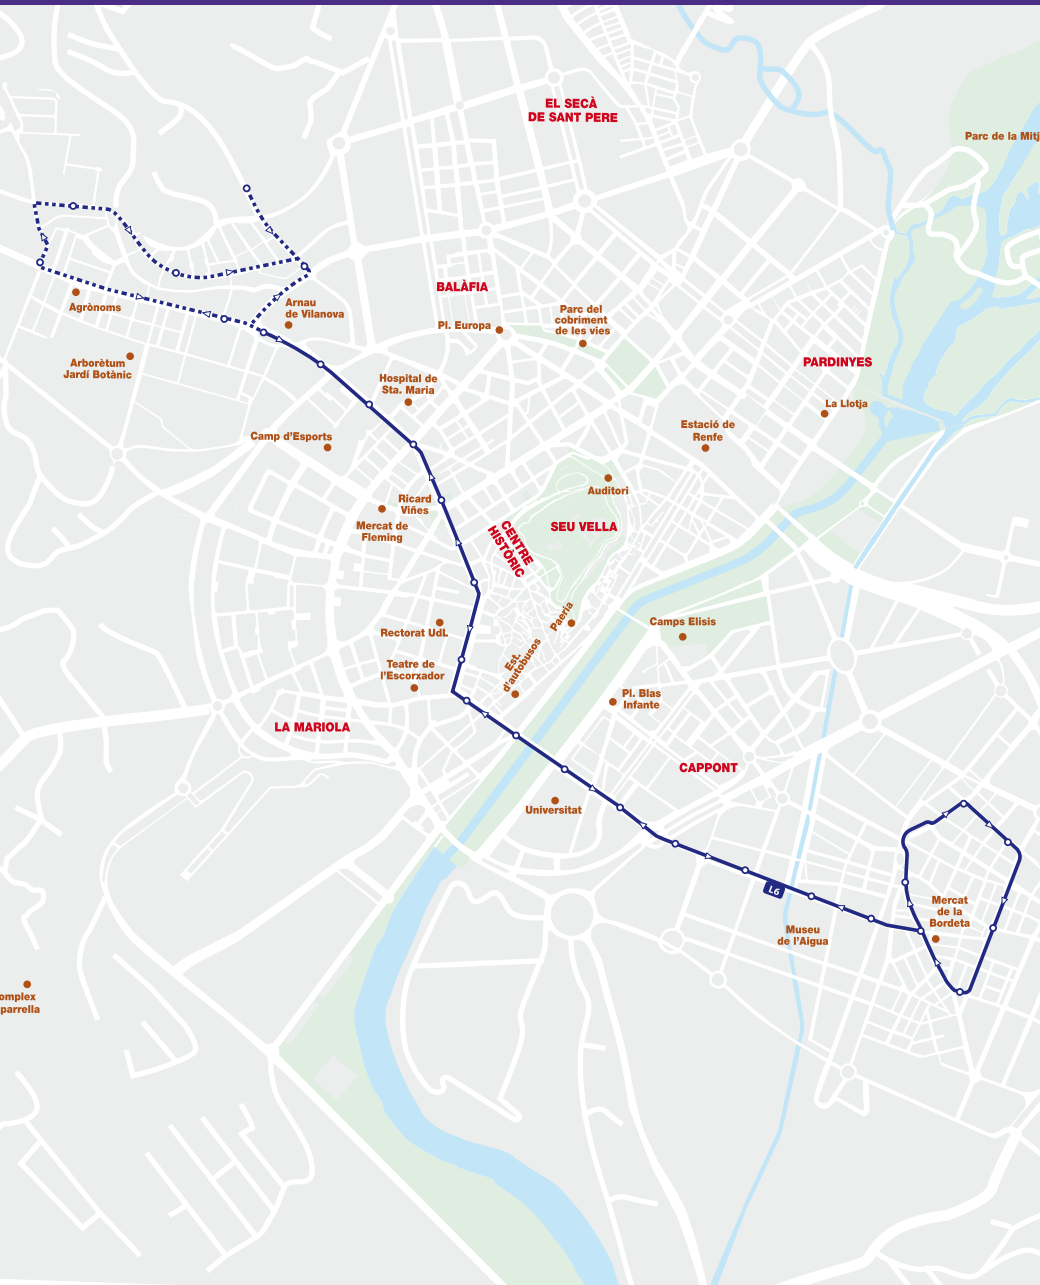 EL SECÀ
DE SANT PERE
Parc de la Mitj
BALÀFIA
Agrònoms
Arnau
de Vilanova
Pl. Europa
Parc del
cobriment
de les vies
Arborètum
Jardí Botànic
PARDINYES
Hospital de
Sta. Maria
La Llotja
Camp d'Esports
Estació de
Renfe
Auditori
Ricard
Viñes
Mercat de
Fleming
SEU VELLA
CENTRE
HISTÒRIC
Rectorat UdL
Paeria
Camps Elisis
Teatre de
l'Escorxador
Est.
d'autobusos
Pl. Blas
Infante
LA MARIOLA
CAPPONT
Universitat
L6
Mercat
de la
Bordeta
Museu
de l'Aigua
omplex
parrella